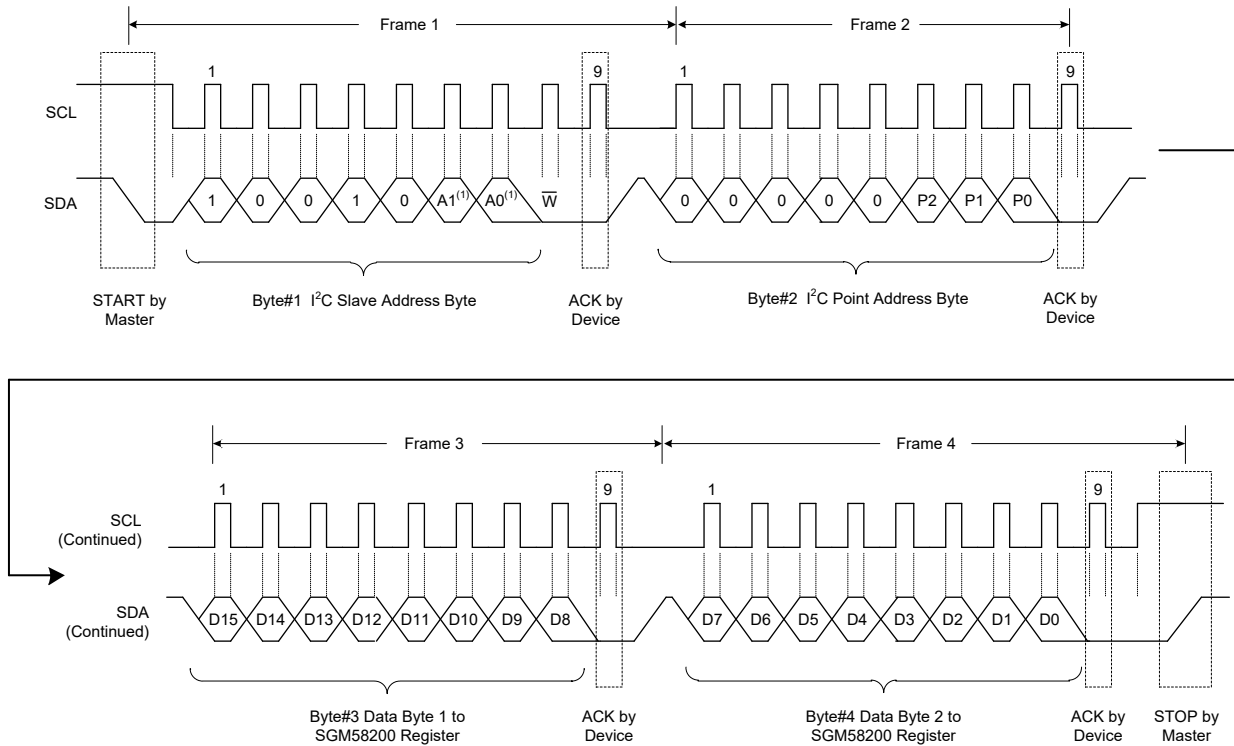 Frame 1 Frame 2
1 9 1 9
SCL
SDA 1 0 0 1 0 A1(1) A0(1) W̅ 0 0 0 0 0 P2 P1 P0
START by
Master
Byte#1 I²C Slave Address Byte
ACK by
Device
Byte#2 I²C Point Address Byte
ACK by
Device
Frame 3 Frame 4
1 9 1 9
SCL
(Continued)
SDA
(Continued)
D15 D14 D13 D12 D11 D10 D9 D8 D7 D6 D5 D4 D3 D2 D1 D0
Byte#3 Data Byte 1 to
SGM58200 Register
ACK by
Device
Byte#4 Data Byte 2 to
SGM58200 Register
ACK by
Device
STOP by
Master